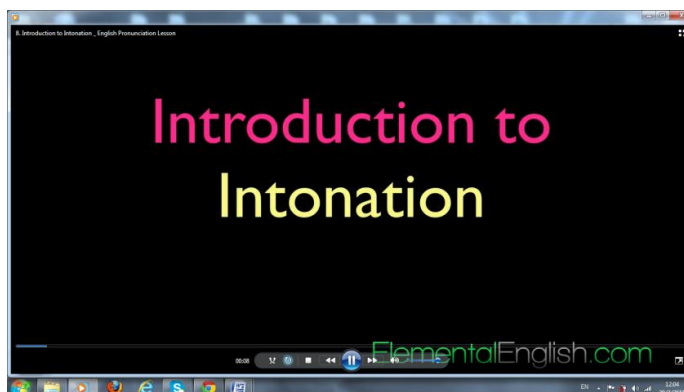 8. Introduction to Intonation _ English Pronunciation Lesson
Introduction to
Intonation
00:08
ElementalEnglish.com
EN
12:04